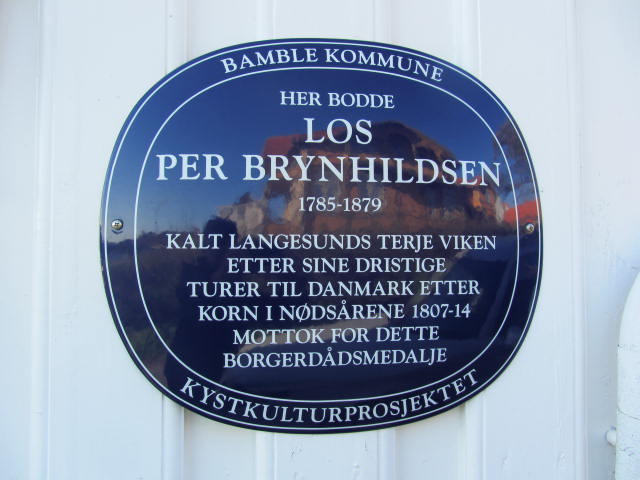 BAMBLE KOMMUNE
HER BODDE
LOS
PER BRYNHILDSEN
1785-1879
KALT LANGESUNDS TERJE VIKEN
ETTER SINE DRISTIGE
TURER TIL DANMARK ETTER
KORN I NØDSÅRENE 1807-14
MOTTOK FOR DETTE
BORGERDÅDSMEDALJE
KYSTKULTURPROSJEKTET